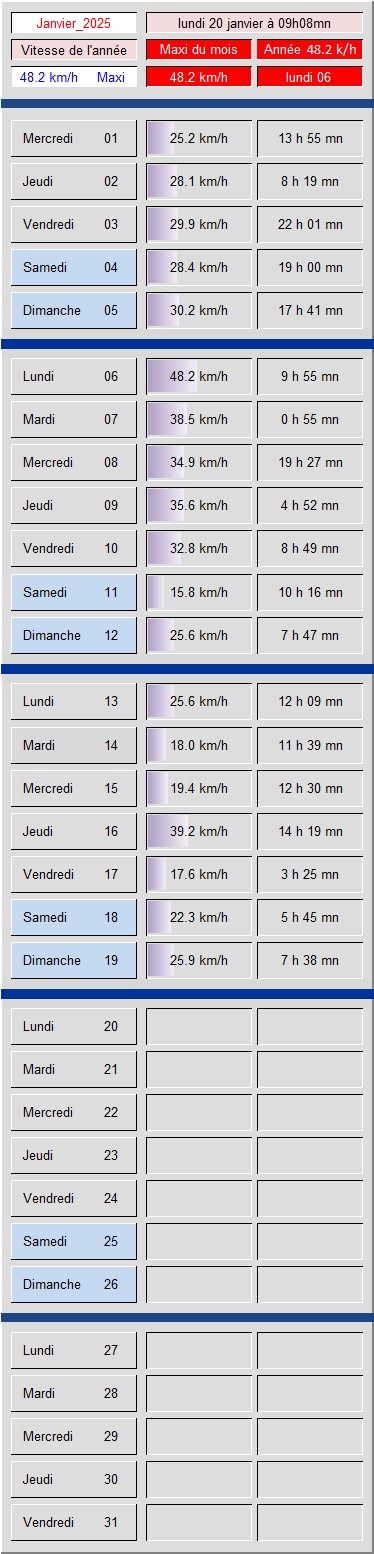 Janvier_2025 lundi 20 janvier à 09h08mn
Vitesse de l'année Maxi du mois Année 48.2 k/h
48.2 km/h Maxi 48.2 km/h lundi 06
Mercredi 01 25.2 km/h 13 h 55 mn
Jeudi 02 28.1 km/h 8 h 19 mn
Vendredi 03 29.9 km/h 22 h 01 mn
Samedi 04 28.4 km/h 19 h 00 mn
Dimanche 05 30.2 km/h 17 h 41 mn
Lundi 06 48.2 km/h 9 h 55 mn
Mardi 07 38.5 km/h 0 h 55 mn
Mercredi 08 34.9 km/h 19 h 27 mn
Jeudi 09 35.6 km/h 4 h 52 mn
Vendredi 10 32.8 km/h 8 h 49 mn
Samedi 11 15.8 km/h 10 h 16 mn
Dimanche 12 25.6 km/h 7 h 47 mn
Lundi 13 25.6 km/h 12 h 09 mn
Mardi 14 18.0 km/h 11 h 39 mn
Mercredi 15 19.4 km/h 12 h 30 mn
Jeudi 16 39.2 km/h 14 h 19 mn
Vendredi 17 17.6 km/h 3 h 25 mn
Samedi 18 22.3 km/h 5 h 45 mn
Dimanche 19 25.9 km/h 7 h 38 mn
Lundi 20
Mardi 21
Mercredi 22
Jeudi 23
Vendredi 24
Samedi 25
Dimanche 26
Lundi 27
Mardi 28
Mercredi 29
Jeudi 30
Vendredi 31